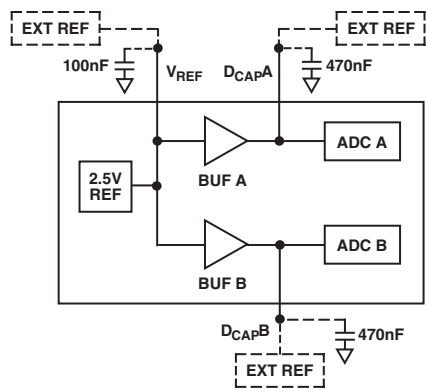 EXT REF
EXT REF
100nF
VREF
DCAPA
470nF
BUF A
ADC A
2.5V
REF
BUF B
ADC B
DCAPB
470nF
EXT REF